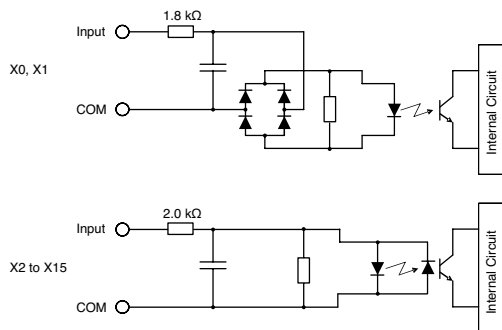 1.8 kΩ
Input
X0, X1
COM
Internal Circuit
2.0 kΩ
Input
X2 to X15
COM
Internal Circuit